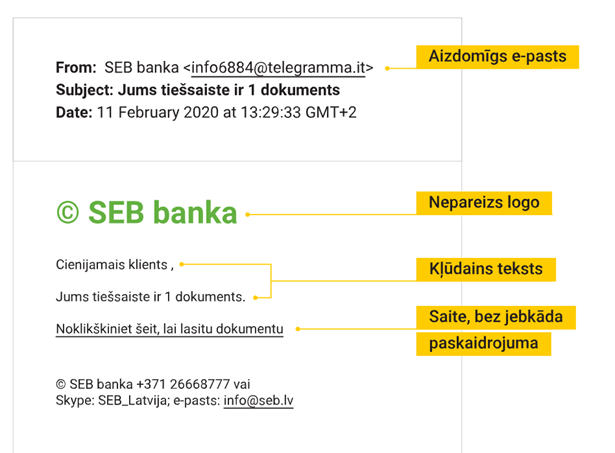 From: SEB banka <info6884@telegramma.it>
Aizdomīgs e-pasts
Subject: Jums tiešsaiste ir 1 dokuments
Date: 11 February 2020 at 13:29:33 GMT+2
© SEB banka
Nepareizs logo
Cienijamais klients ,
Kļūdains teksts
Jums tiešsaiste ir 1 dokuments.
Noklikškiniet šeit, lai lasitu dokumentu
Saite, bez jebkāda
paskaidrojuma
© SEB banka +371 26668777 vai
Skype: SEB_Latvija; e-pasts: info@seb.lv